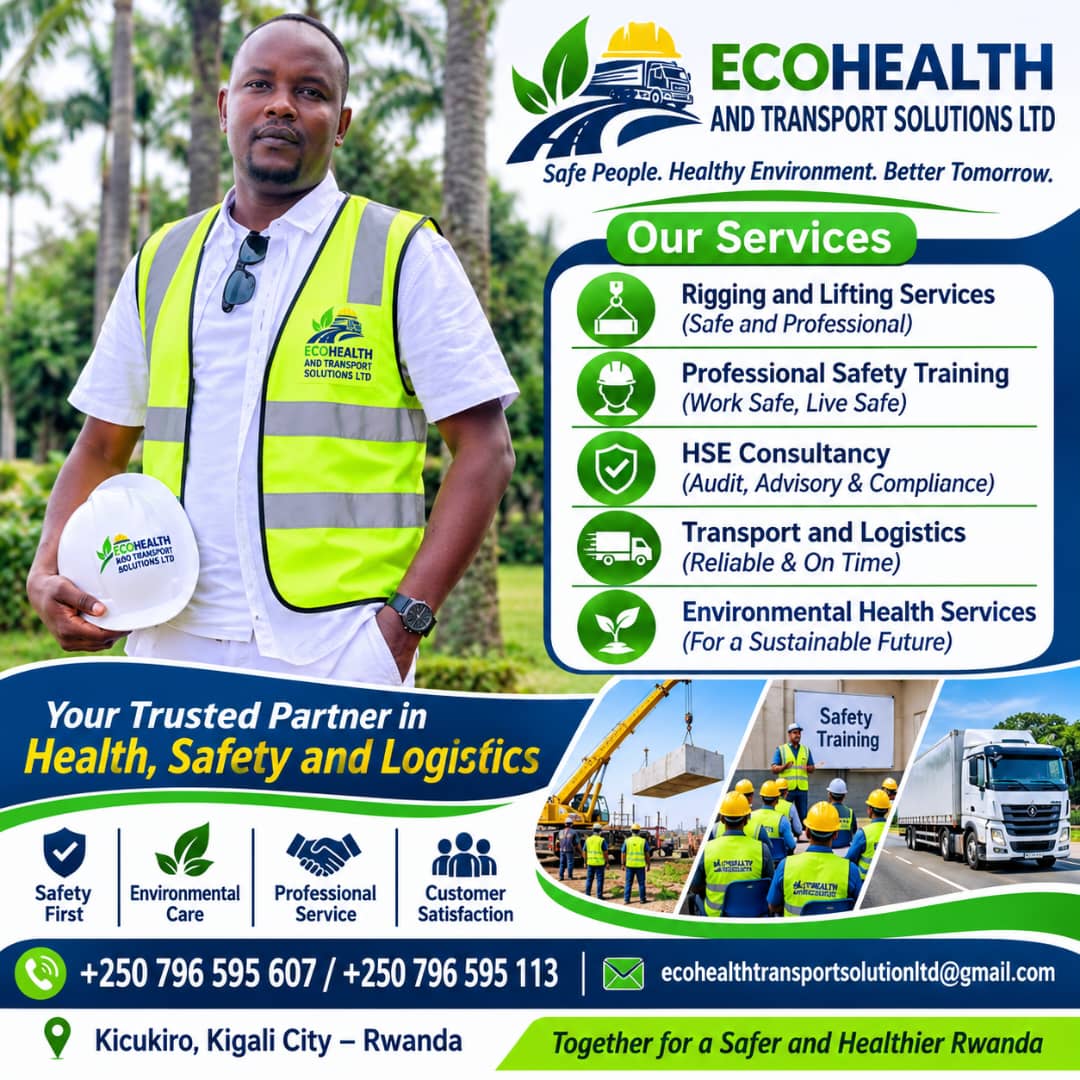 ECOHEALTH
AND TRANSPORT SOLUTIONS LTD
Safe People. Healthy Environment. Better Tomorrow.
Our Services
Rigging and Lifting Services
(Safe and Professional)
Professional Safety Training
(Work Safe, Live Safe)
HSE Consultancy
(Audit, Advisory & Compliance)
Transport and Logistics
(Reliable & On Time)
Environmental Health Services
(For a Sustainable Future)
ECOHEALTH
AND TRANSPORT
SOLUTIONS LTD
ECOHEALTH
TRANSPORT
SOLUTIONS LTD
Your Trusted Partner in
Health, Safety and Logistics
Safety
Training
Safety
First
Environmental
Care
Professional
Service
Customer
Satisfaction
+250 796 595 607 / +250 796 595 113
ecohealthtransportsolutionltd@gmail.com
Kicukiro, Kigali City – Rwanda
Together for a Safer and Healthier Rwanda